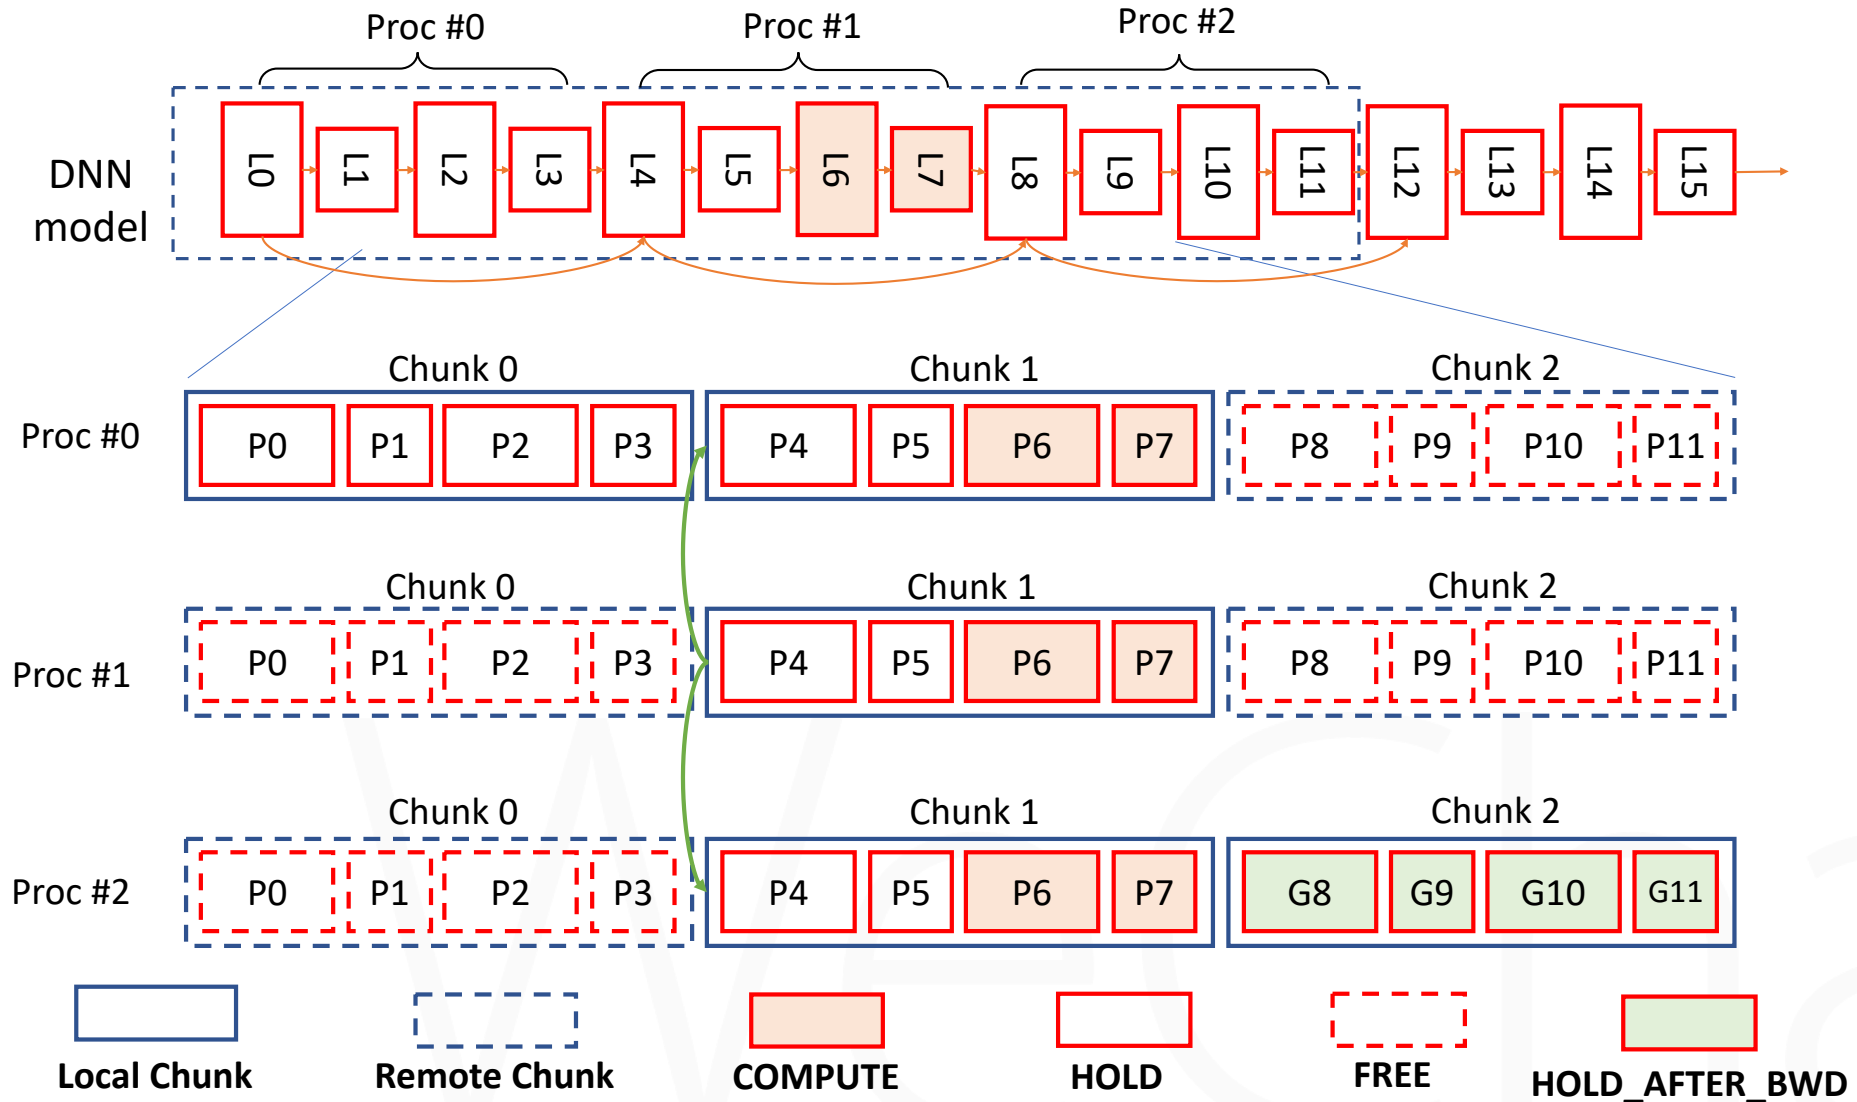 Proc #0 Proc #1 Proc #2
DNN
model
L0 L1 L2 L3 L4 L5 L6 L7 L8 L9 L10 L11 L12 L13 L14 L15
Chunk 0 Chunk 1 Chunk 2
Proc #0 P0 P1 P2 P3 P4 P5 P6 P7 P8 P9 P10 P11
Chunk 0 Chunk 1 Chunk 2
Proc #1 P0 P1 P2 P3 P4 P5 P6 P7 P8 P9 P10 P11
Chunk 0 Chunk 1 Chunk 2
Proc #2 P0 P1 P2 P3 P4 P5 P6 P7 G8 G9 G10 G11
Local Chunk Remote Chunk COMPUTE HOLD FREE HOLD_AFTER_BWD